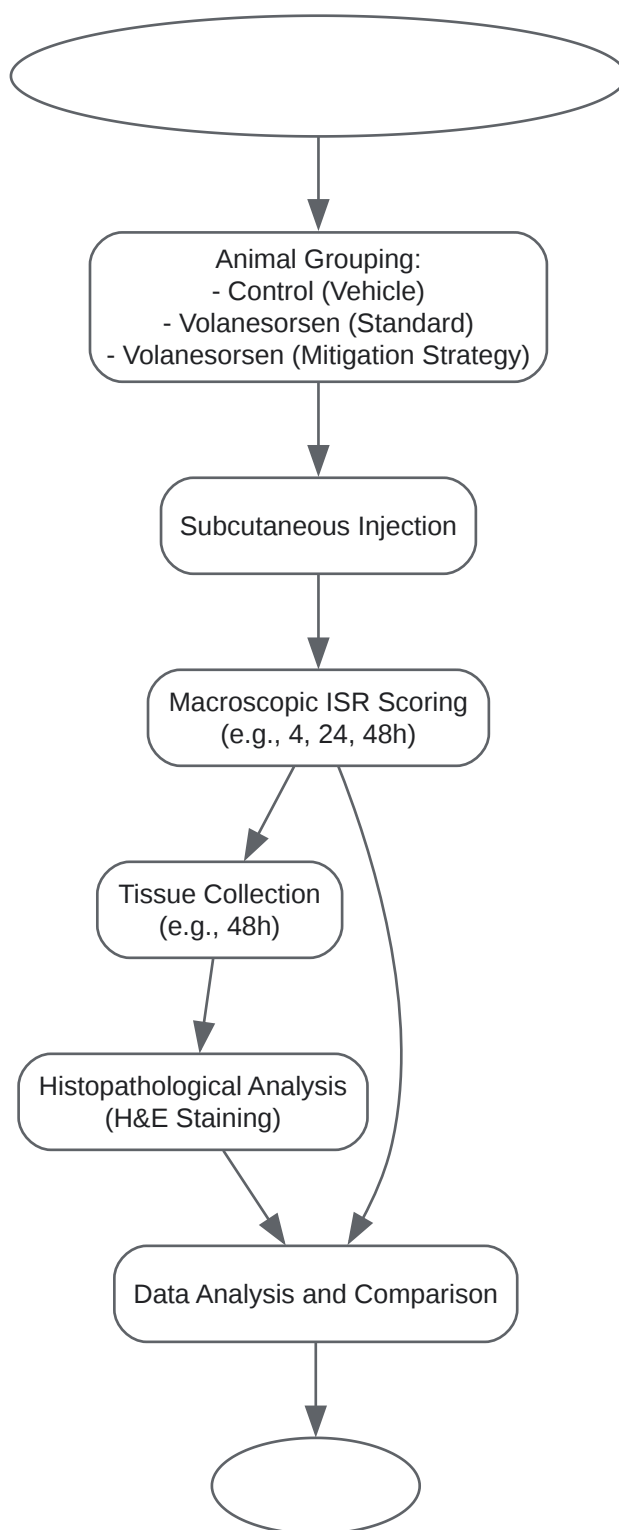 Animal Grouping:
- Control (Vehicle)
- Volanesorsen (Standard)
- Volanesorsen (Mitigation Strategy)
Subcutaneous Injection
Macroscopic ISR Scoring
(e.g., 4, 24, 48h)
Tissue Collection
(e.g., 48h)
Histopathological Analysis
(H&E Staining)
Data Analysis and Comparison